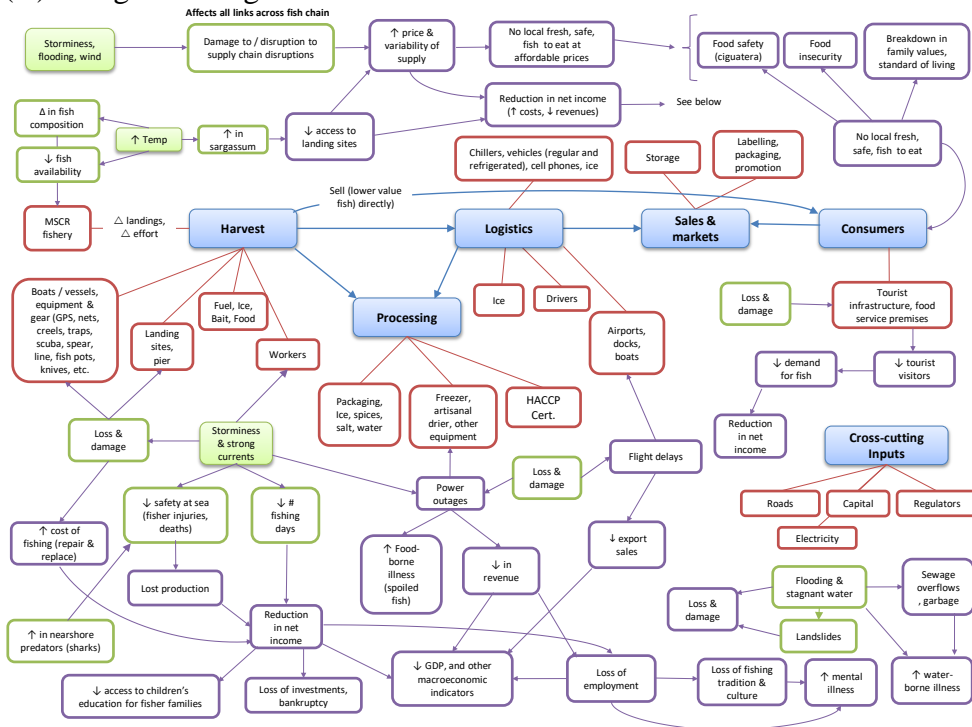 Affects all links across fish chain
Storminess,
flooding, wind
Damage to / disruption to
supply chain disruptions
↑ price &
variability of
supply
No local fresh, safe,
fish to eat at
affordable prices
Food safety
(ciguatera)
Food
insecurity
Breakdown in
family values,
standard of living
Δ in fish
composition
↑ Temp
↑ in
sargassum
↓ access to
landing sites
Reduction in net income
(↑ costs, ↓ revenues)
See below
No local fresh,
safe, fish to eat
↓ fish
availability
Chillers, vehicles (regular and
refrigerated), cell phones, ice
Storage
Labelling,
packaging,
promotion
Sell (lower value
fish) directly)
MSCR
fishery
△ landings,
△ effort
Harvest
Logistics
Sales &
markets
Consumers
Boats / vessels,
equipment &
gear (GPS, nets,
creels, traps,
scuba, spear,
line, fish pots,
knives, etc.
Landing
sites, pier
Fuel, Ice,
Bait, Food
Workers
Processing
Ice
Drivers
Airports,
docks,
boats
Loss &
damage
Tourist
infrastructure, food
service premises
↓ demand
for fish
↓ tourist
visitors
Reduction
in net
income
Packaging,
Ice, spices,
salt, water
Freezer,
artisanal
drier, other
equipment
HACCP
Cert.
Loss &
damage
Storminess
& strong
currents
Power
outages
Loss &
damage
Flight delays
Cross-cutting
Inputs
Roads
Capital
Regulators
Electricity
↑ cost of
fishing (repair &
replace)
↓ safety at sea
(fisher injuries,
deaths)
↓ #
fishing
days
↑ Food-
borne illness
(spoiled
fish)
↓ in
revenue
↓ export
sales
Lost production
↑ in nearshore
predators (sharks)
Reduction
in net
income
Loss &
damage
Flooding &
stagnant water
Landslides
Sewage
overflows
, garbage
↓ access to children's
education for fisher families
Loss of investments,
bankruptcy
↓ GDP, and other
macroeconomic
indicators
Loss of
employment
Loss of fishing
tradition &
culture
↑ mental
illness
↑ water-
borne illness